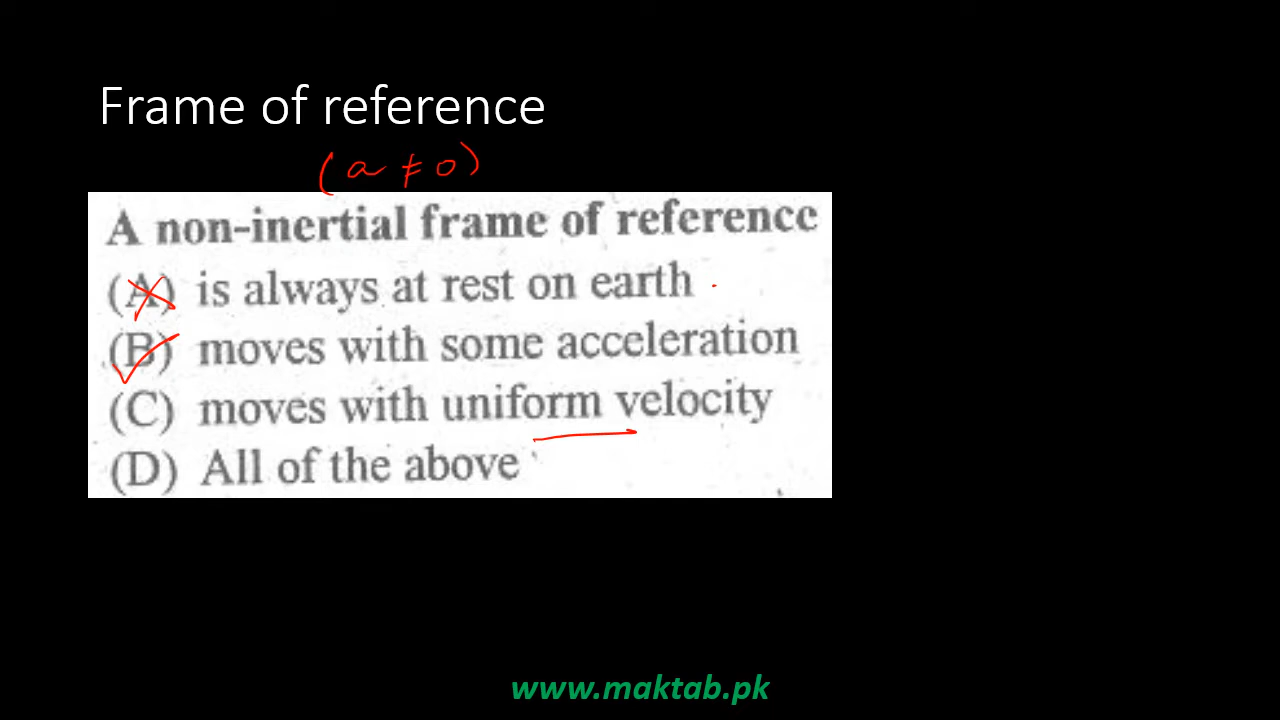 Frame of reference
(a ≠ 0)
A non-inertial frame of reference
(A) is always at rest on earth
(B) moves with some acceleration
(C) moves with uniform velocity
(D) All of the above
www.maktab.pk